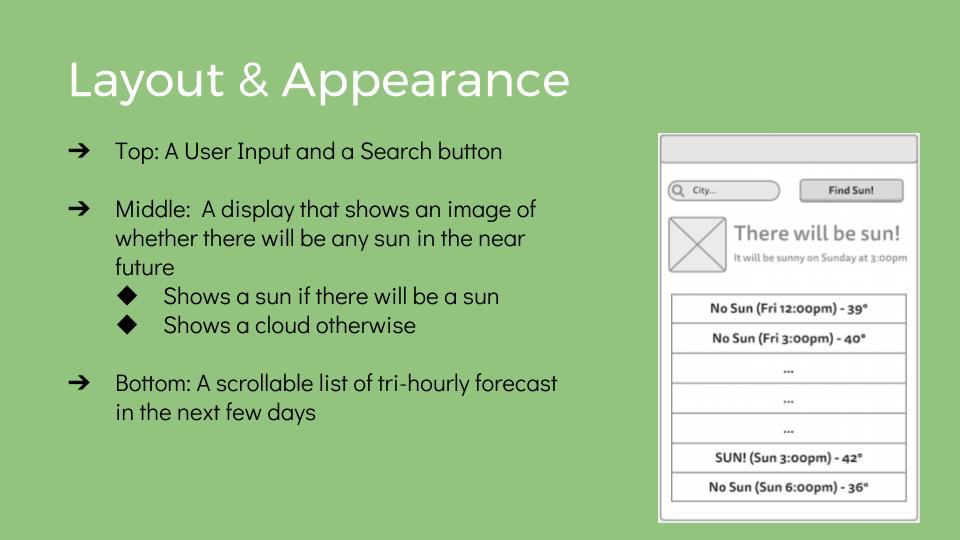 Layout & Appearance
➔ Top: A User Input and a Search button
➔ Middle:  A display that shows an image of
whether there will be any sun in the near
future
◆ Shows a sun if there will be a sun
◆ Shows a cloud otherwise
➔ Bottom: A scrollable list of tri-hourly forecast
in the next few days
City...
Find Sun!
There will be sun!
It will be sunny on Sunday at 3:00pm
No Sun (Fri 12:00pm) - 39°
No Sun (Fri 3:00pm) - 40°
...
...
...
SUN! (Sun 3:00pm) - 42°
No Sun (Sun 6:00pm) - 36°